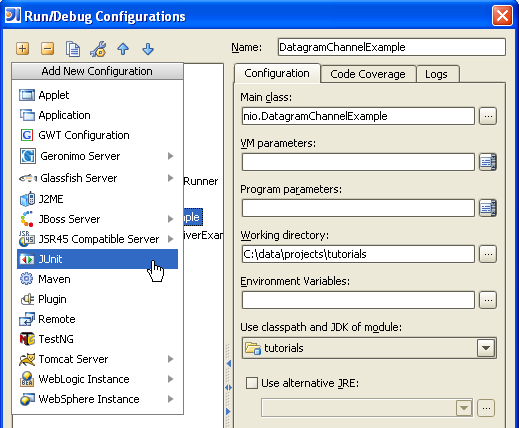 Run/Debug Configurations
Name: DatagramChannelExample
Add New Configuration
Applet
Application
GWT Configuration
Geronimo Server
Glassfish Server
J2ME
JBoss Server
JSR45 Compatible Server
JUnit
Maven
Plugin
Remote
TestNG
Tomcat Server
WebLogic Instance
WebSphere Instance
Runner
ple
iverExam
Configuration Code Coverage Logs
Main class:
nio.DatagramChannelExample
VM parameters:
Program parameters:
Working directory:
C:\data\projects\tutorials
Environment Variables:
Use classpath and JDK of module:
tutorials
Use alternative JRE: